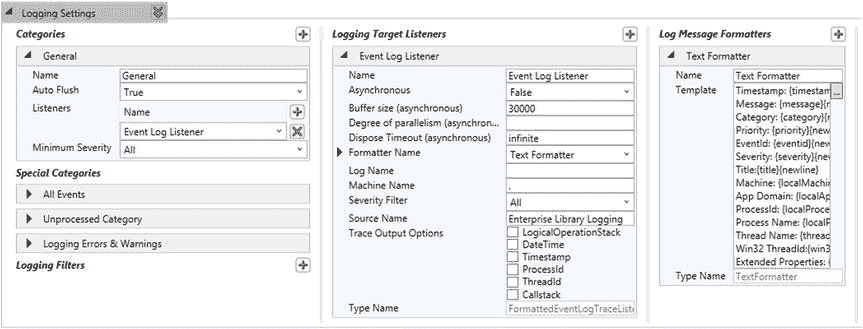 Logging Settings
Categories
General
Name General
Auto Flush True
Listeners Name
Event Log Listener
Minimum Severity All
Special Categories
All Events
Unprocessed Category
Logging Errors & Warnings
Logging Filters
Logging Target Listeners
Event Log Listener
Name Event Log Listener
Asynchronous False
Buffer size (asynchronous) 30000
Degree of parallelism (asynchron...
Dispose Timeout (asynchronous) infinite
Formatter Name Text Formatter
Log Name
Machine Name .
Severity Filter All
Source Name Enterprise Library Logging
Trace Output Options LogicalOperationStack
DateTime
Timestamp
ProcessId
ThreadId
Callstack
Type Name FormattedEventLogTraceListe
Log Message Formatters
Text Formatter
Name Text Formatter
Template Timestamp: {timestam ...
Message: {message}{n
Category: {category}{n
Priority: {priority}{newl
EventId: {eventid}{newl
Severity: {severity}{new
Title:{title}{newline}
Machine: {localMachin
App Domain: {localAp
ProcessId: {localProce
Process Name: {localP
Thread Name: {thread
Win32 ThreadId:{win3
Extended Properties: {
Type Name TextFormatter